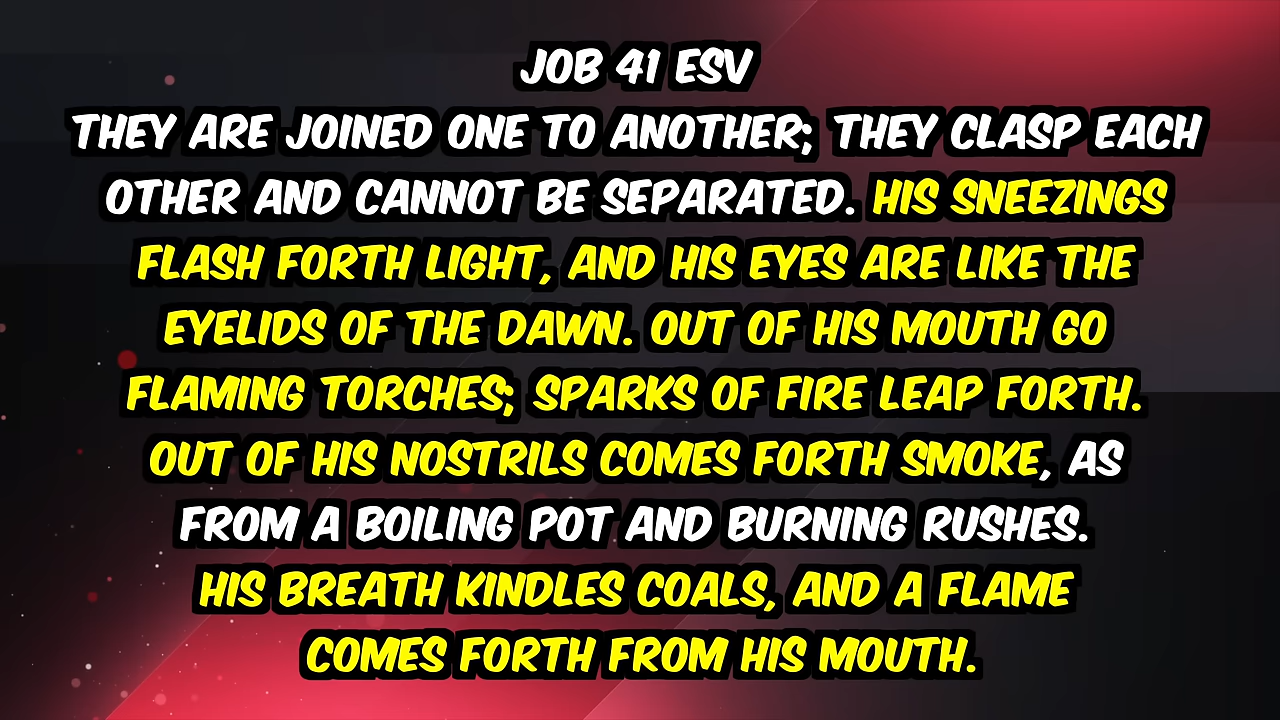 JOB 41 ESV
THEY ARE JOINED ONE TO ANOTHER; THEY CLASP EACH
OTHER AND CANNOT BE SEPARATED. HIS SNEEZINGS
FLASH FORTH LIGHT, AND HIS EYES ARE LIKE THE
EYELIDS OF THE DAWN. OUT OF HIS MOUTH GO
FLAMING TORCHES; SPARKS OF FIRE LEAP FORTH.
OUT OF HIS NOSTRILS COMES FORTH SMOKE, AS
FROM A BOILING POT AND BURNING RUSHES.
HIS BREATH KINDLES COALS, AND A FLAME
COMES FORTH FROM HIS MOUTH.